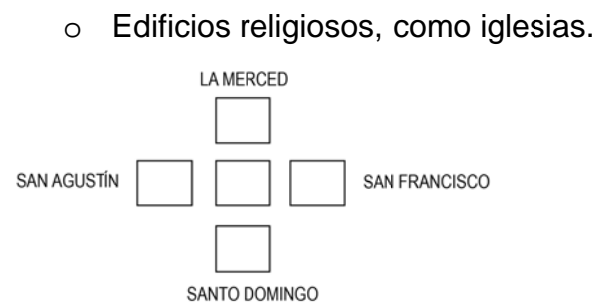 o Edificios religiosos, como iglesias.
LA MERCED
SAN AGUSTÍN
SAN FRANCISCO
SANTO DOMINGO